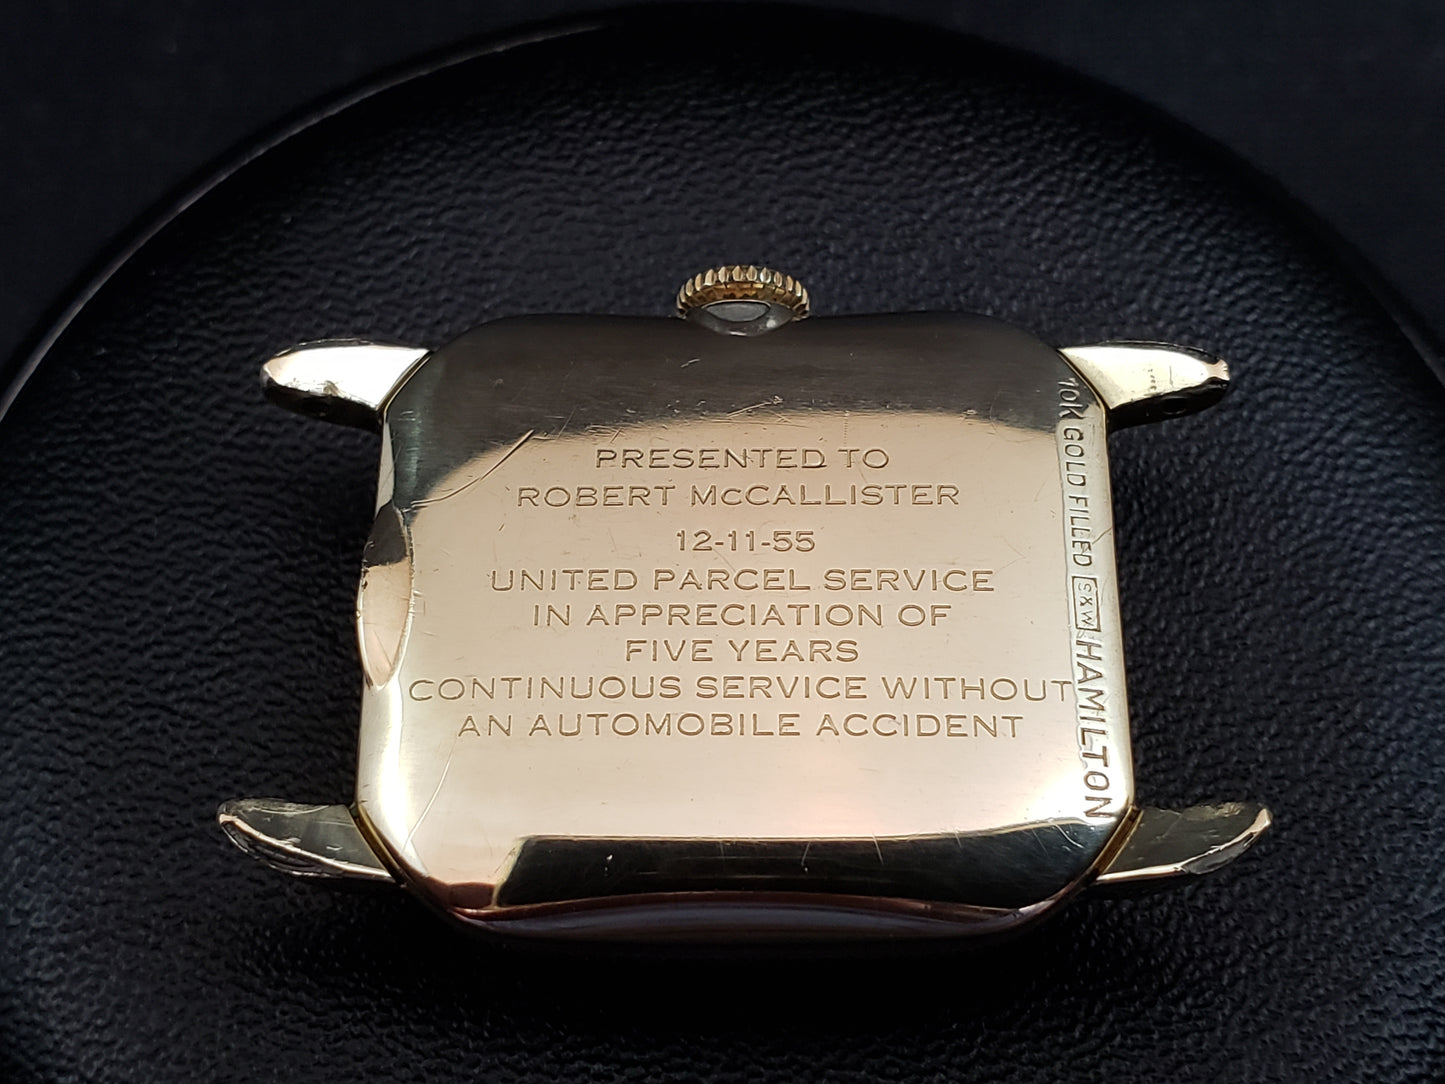 PRESENTED TO
ROBERT McCALLISTER
12-11-55
UNITED PARCEL SERVICE
IN APPRECIATION OF
FIVE YEARS
CONTINUOUS SERVICE WITHOUT
AN AUTOMOBILE ACCIDENT
10K GOLD FILLED S&W HAMILTON